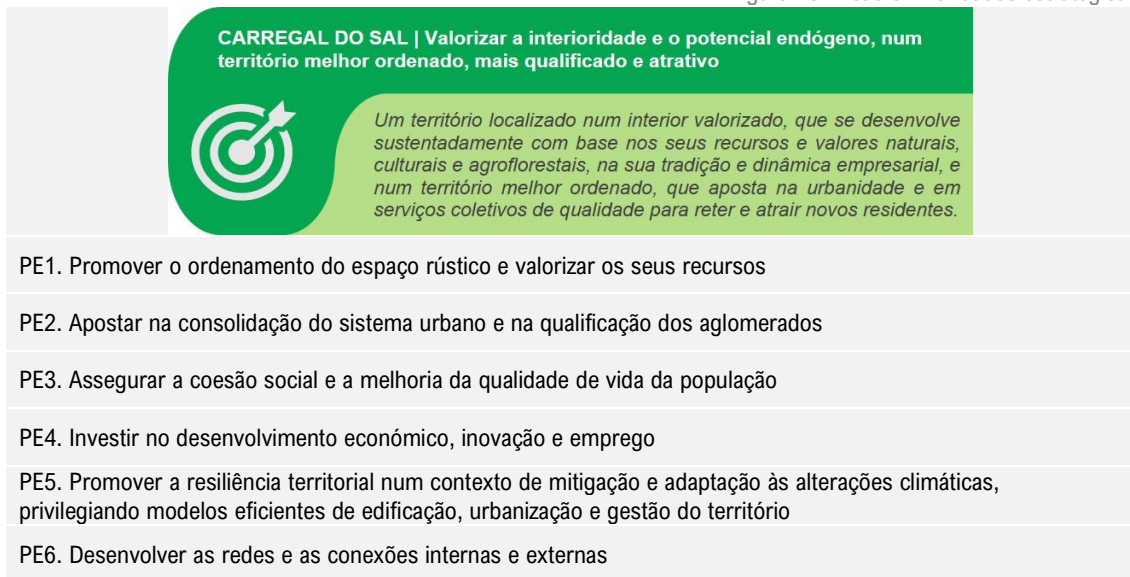 CARREGAL DO SAL | Valorizar a interioridade e o potencial endógeno, num
território melhor ordenado, mais qualificado e atrativo
Um território localizado num interior valorizado, que se desenvolve
sustentadamente com base nos seus recursos e valores naturais,
culturais e agroflorestais, na sua tradição e dinâmica empresarial, e
num território melhor ordenado, que aposta na urbanidade e em
serviços coletivos de qualidade para reter e atrair novos residentes.
PE1. Promover o ordenamento do espaço rústico e valorizar os seus recursos
PE2. Apostar na consolidação do sistema urbano e na qualificação dos aglomerados
PE3. Assegurar a coesão social e a melhoria da qualidade de vida da população
PE4. Investir no desenvolvimento económico, inovação e emprego
PE5. Promover a resiliência territorial num contexto de mitigação e adaptação às alterações climáticas,
privilegiando modelos eficientes de edificação, urbanização e gestão do território
PE6. Desenvolver as redes e as conexões internas e externas